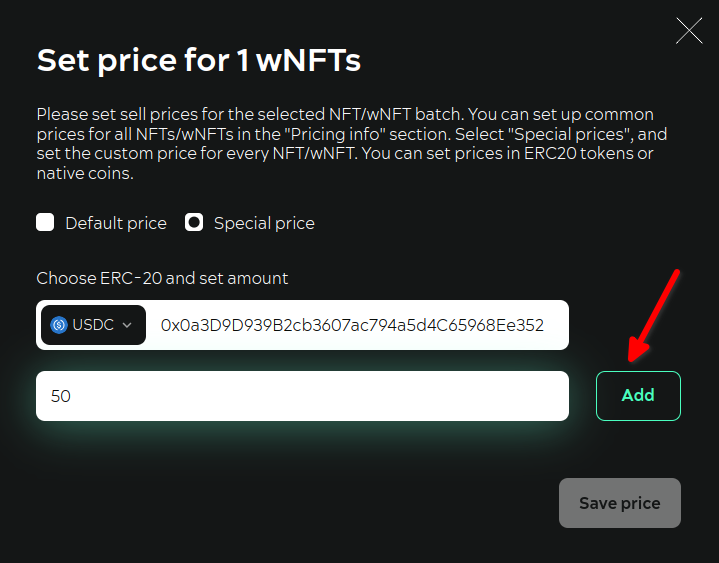 Set price for 1 wNFTs
Please set sell prices for the selected NFT/wNFT batch. You can set up common
prices for all NFTs/wNFTs in the "Pricing info" section. Select "Special prices", and
set the custom price for every NFT/wNFT. You can set prices in ERC20 tokens or
native coins.
Default price Special price
Choose ERC-20 and set amount
USDC 0x0a3D9D939B2cb3607ac794a5d4C65968Ee352
50
Add
Save price